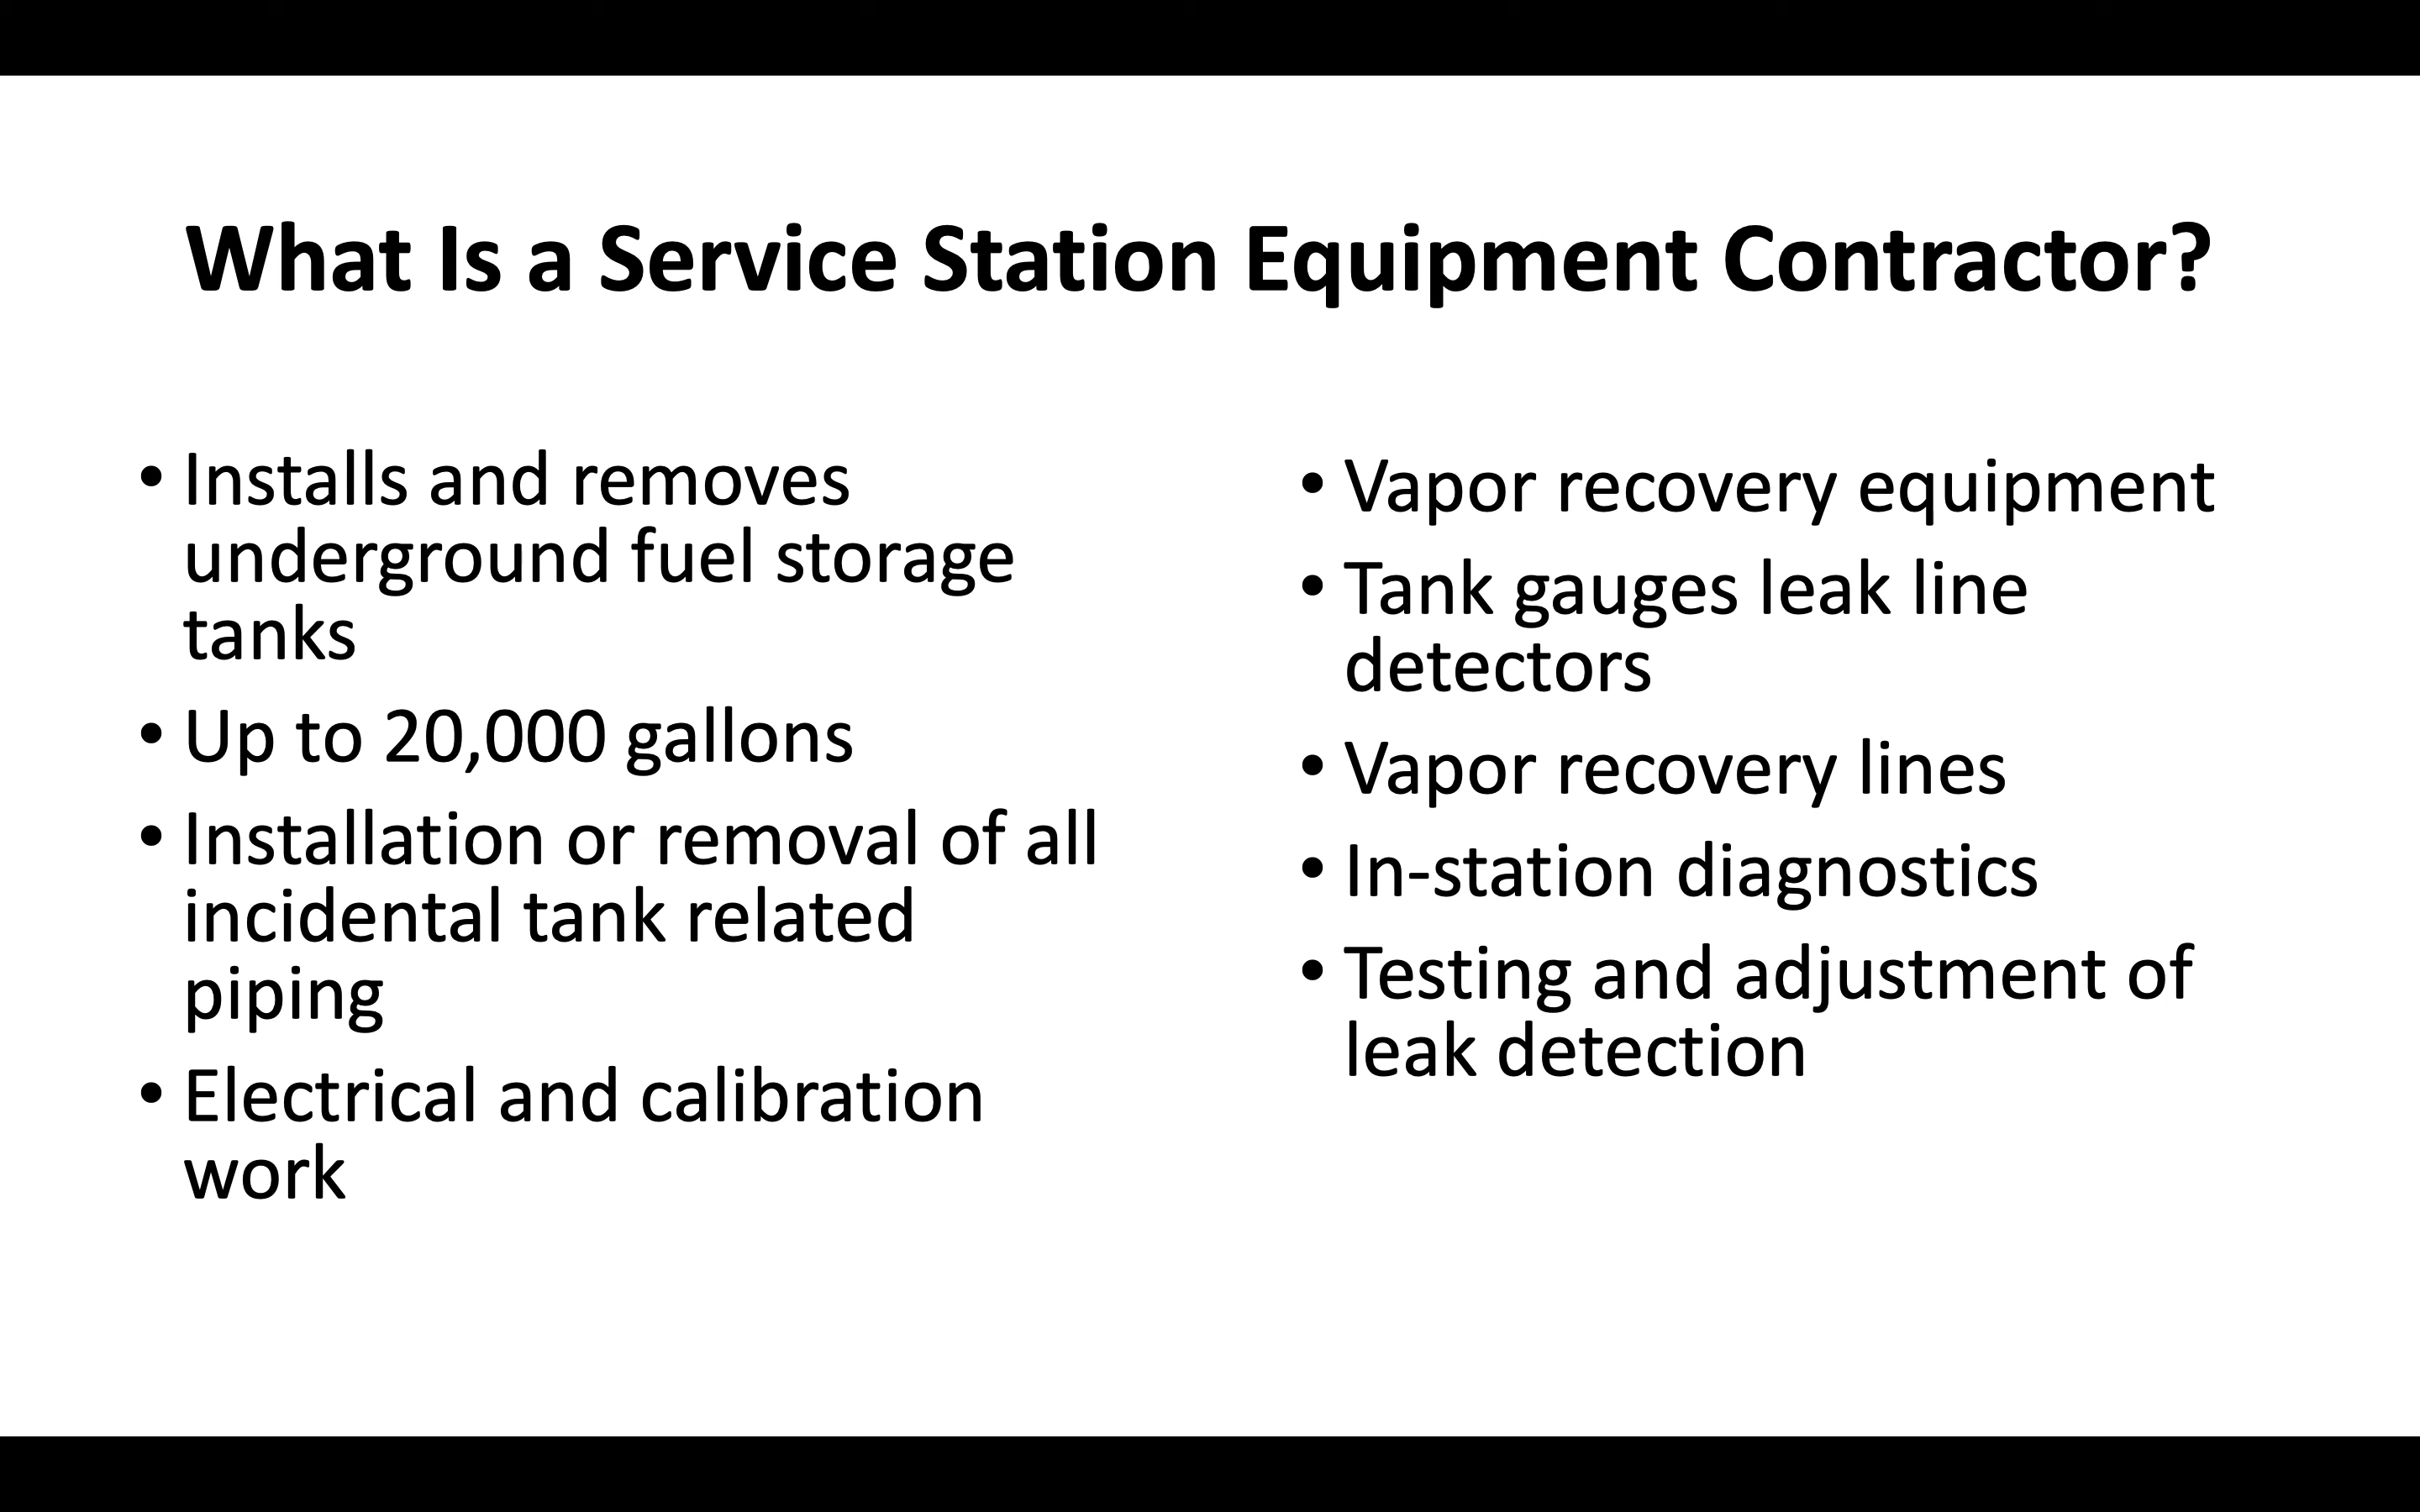 What Is a Service Station Equipment Contractor?
• Installs and removes
underground fuel storage
tanks
• Up to 20,000 gallons
• Installation or removal of all
incidental tank related
piping
• Electrical and calibration
work
• Vapor recovery equipment
• Tank gauges leak line
detectors
• Vapor recovery lines
• In-station diagnostics
• Testing and adjustment of
leak detection